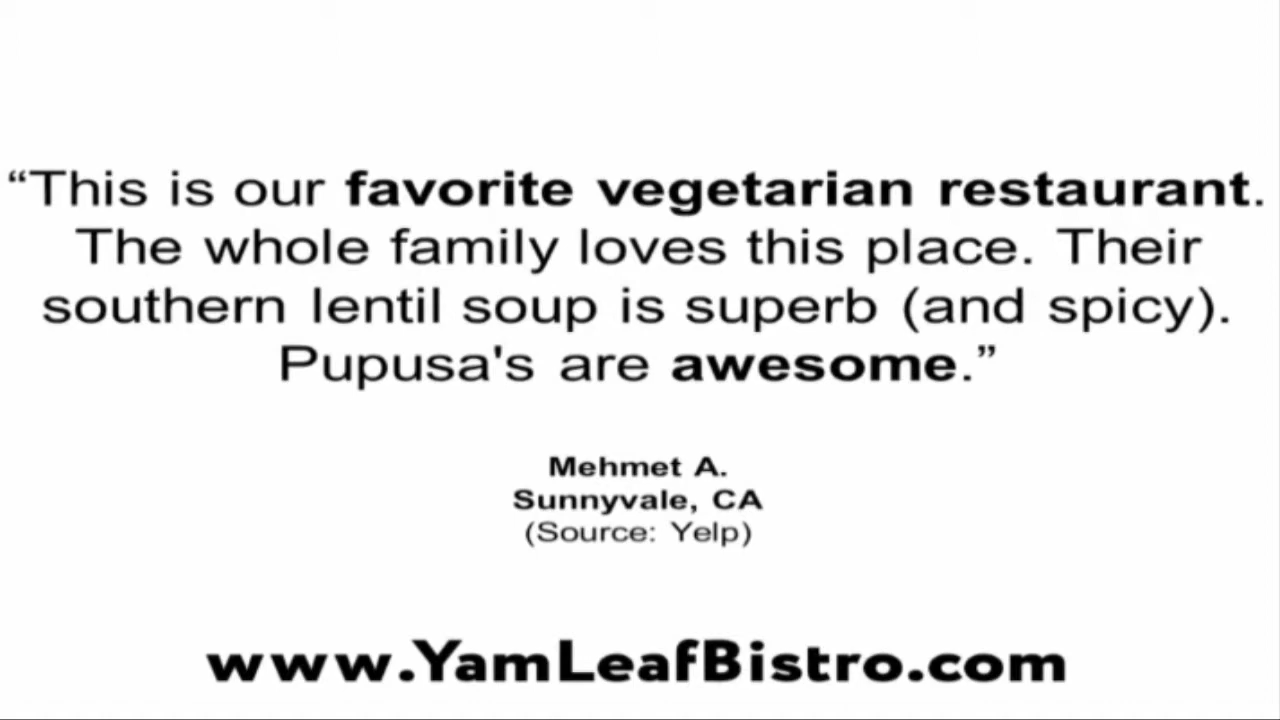 “This is our favorite vegetarian restaurant.
The whole family loves this place. Their
southern lentil soup is superb (and spicy).
Pupusa's are awesome.”
Mehmet A.
Sunnyvale, CA
(Source: Yelp)
www.YamLeafBistro.com